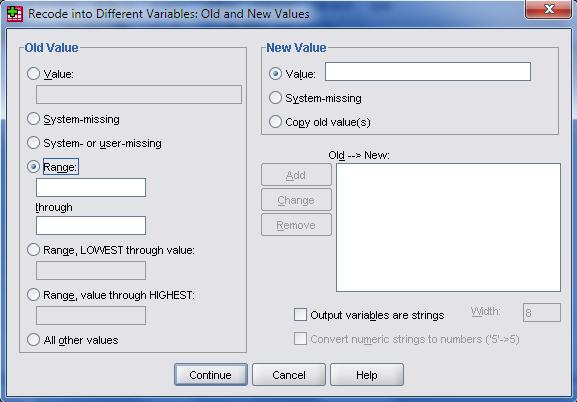 Recode into Different Variables: Old and New Values
Old Value
Value:
System-missing
System- or user-missing
Range:
through
Range, LOWEST through value:
Range, value through HIGHEST:
All other values
New Value
Value:
System-missing
Copy old value(s)
Old --> New:
Add
Change
Remove
Output variables are strings
Width:
8
Convert numeric strings to numbers ('5'->5)
Continue
Cancel
Help